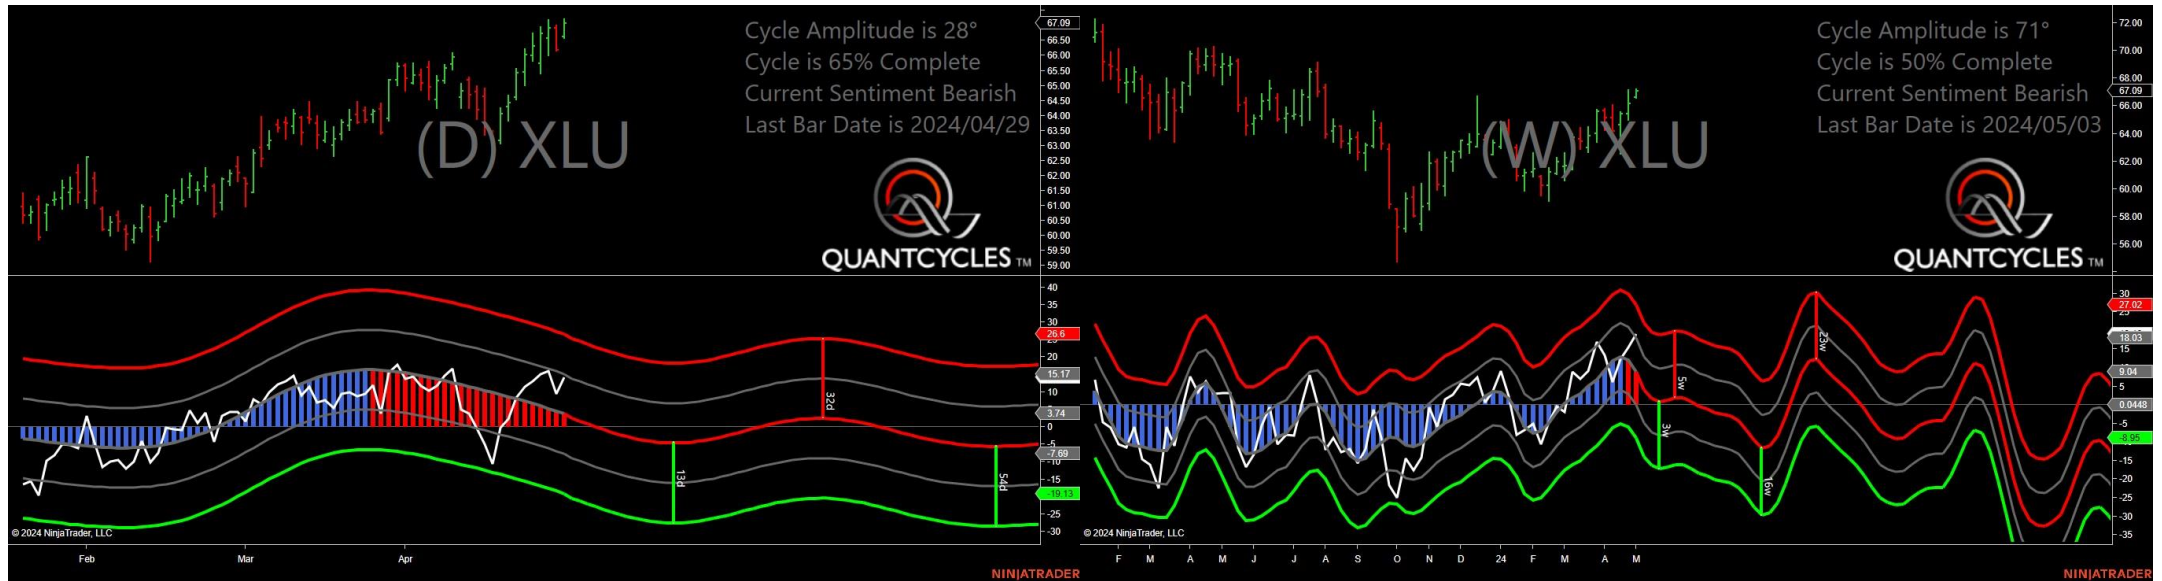 Cycle Amplitude is 28°
Cycle is 65% Complete
Current Sentiment Bearish
Last Bar Date is 2024/04/29
(D) XLU
QUANTCYCLES TM
67.09
66.50
66.00
65.50
65.00
64.50
64.00
63.50
63.00
62.50
62.00
61.50
61.00
60.50
60.00
59.50
59.00
40
35
30
26.6
25
20
15.17
10
3.74
0
-5
-7.69
-10
-15
-19.13
-25
-30
32d
13d
54d
© 2024 NinjaTrader, LLC
Feb Mar Apr
NINJATRADER
Cycle Amplitude is 71°
Cycle is 50% Complete
Current Sentiment Bearish
Last Bar Date is 2024/05/03
(W) XLU
QUANTCYCLES TM
72.00
70.00
68.00
67.09
66.00
64.00
62.00
60.00
58.00
56.00
30
27.02
25
18.03
15
9.04
5
0.0448
-5
-8.95
-15
-20
-25
-30
-35
5w
3w
23w
16w
© 2024 NinjaTrader, LLC
F M A M J J A S O N D 24 F M A M
NINJATRADER